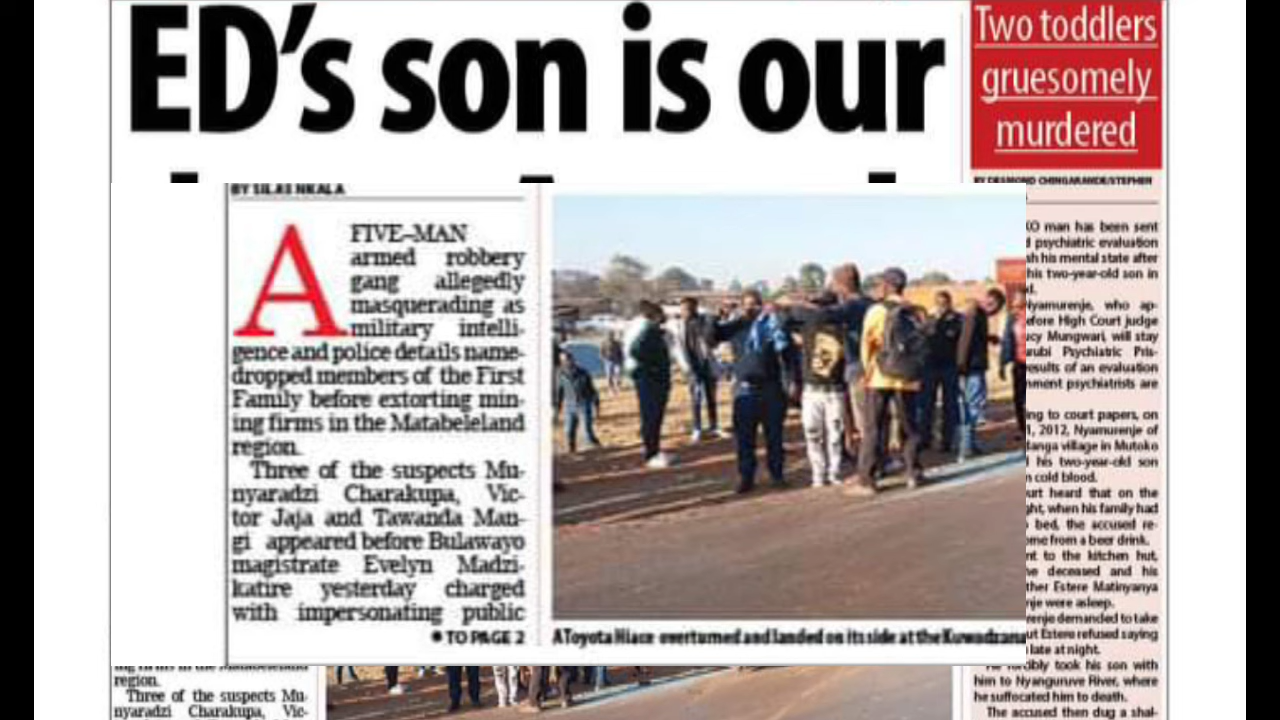 ED's son is our
Two toddlers
gruesomely
murdered
BY SILAS NKALA
A FIVE–MAN
armed robbery
gang allegedly
masquerading as
military intelli-
gence and police details name-
dropped members of the First
Family before extorting min-
ing firms in the Matabeleland
region.
Three of the suspects Mu-
nyaradzi Charakupa, Vic-
tor Jaja and Tawanda Man-
gi appeared before Bulawayo
magistrate Evelyn Madzi-
katire yesterday charged
with impersonating public
● TO PAGE 2
A Toyota Hiace overturned and landed on its side at the Kuwadzana
BY DESMOND CHINGARANDE/STEPHEN
man has been sent
psychiatric evaluation
his mental state after
his two-year-old son in
Nyamurenje, who ap-
High Court judge
Mungwari, will stay
Psychiatric Pris-
results of an evaluation
psychiatrists are
to court papers, on
1, 2012, Nyamurenje of
village in Mutoko
his two-year-old son
cold blood.
heard that on the
when his family had
bed, the accused re-
from a beer drink.
to the kitchen hut,
deceased and his
Estere Matinyanya
were asleep.
demanded to take
Estere refused saying
late at night.
He forcibly took his son with
him to Nyanguruve River, where
he suffocated him to death.
The accused then dug a shal-
ing firms in the Matabeleland
region.
Three of the suspects Mu-
nyaradzi Charakupa, Vic-